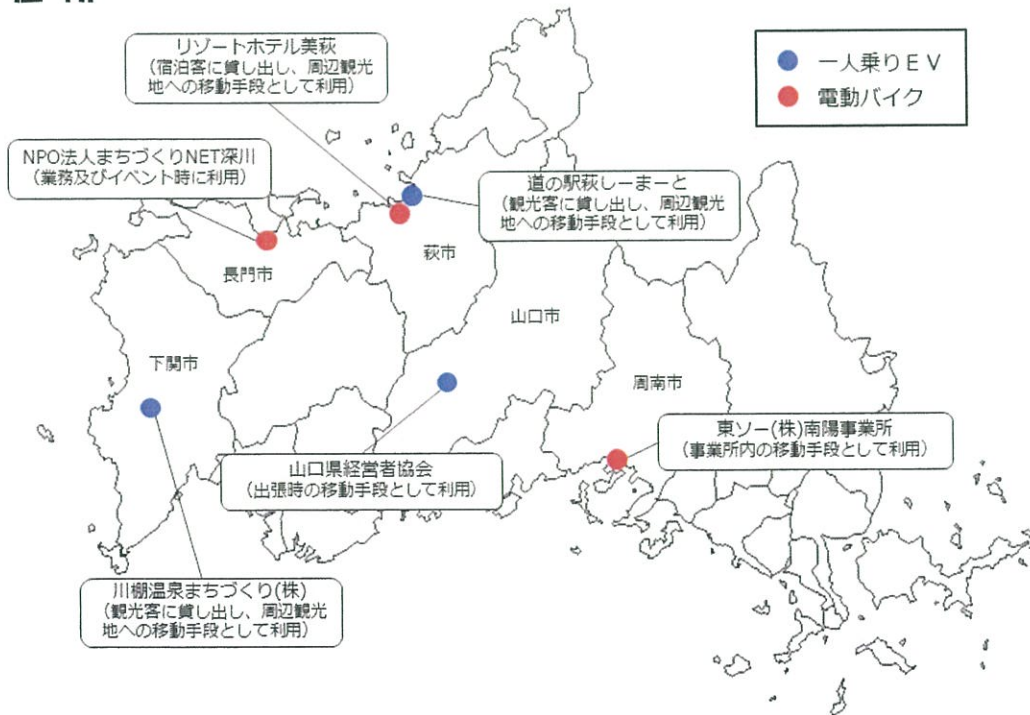 リゾートホテル美萩
（宿泊客に貸し出し、周辺観光
地への移動手段として利用）
一人乗りＥＶ
電動バイク
NPO法人まちづくりNET深川
（業務及びイベント時に利用）
道の駅萩しーまーと
（観光客に貸し出し、周辺観光
地への移動手段として利用）
萩市
長門市
山口市
下関市
周南市
東ソー(株)南陽事業所
（事業所内の移動手段として利用）
山口県経営者協会
（出張時の移動手段として利用）
川棚温泉まちづくり(株)
（観光客に貸し出し、周辺観光
地への移動手段として利用）